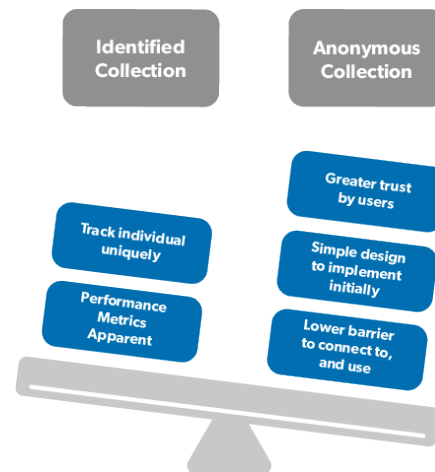 Identified
Collection
Anonymous
Collection
Track individual
uniquely
Performance
Metrics
Apparent
Greater trust
by users
Simple design
to implement
initially
Lower barrier
to connect to,
and use